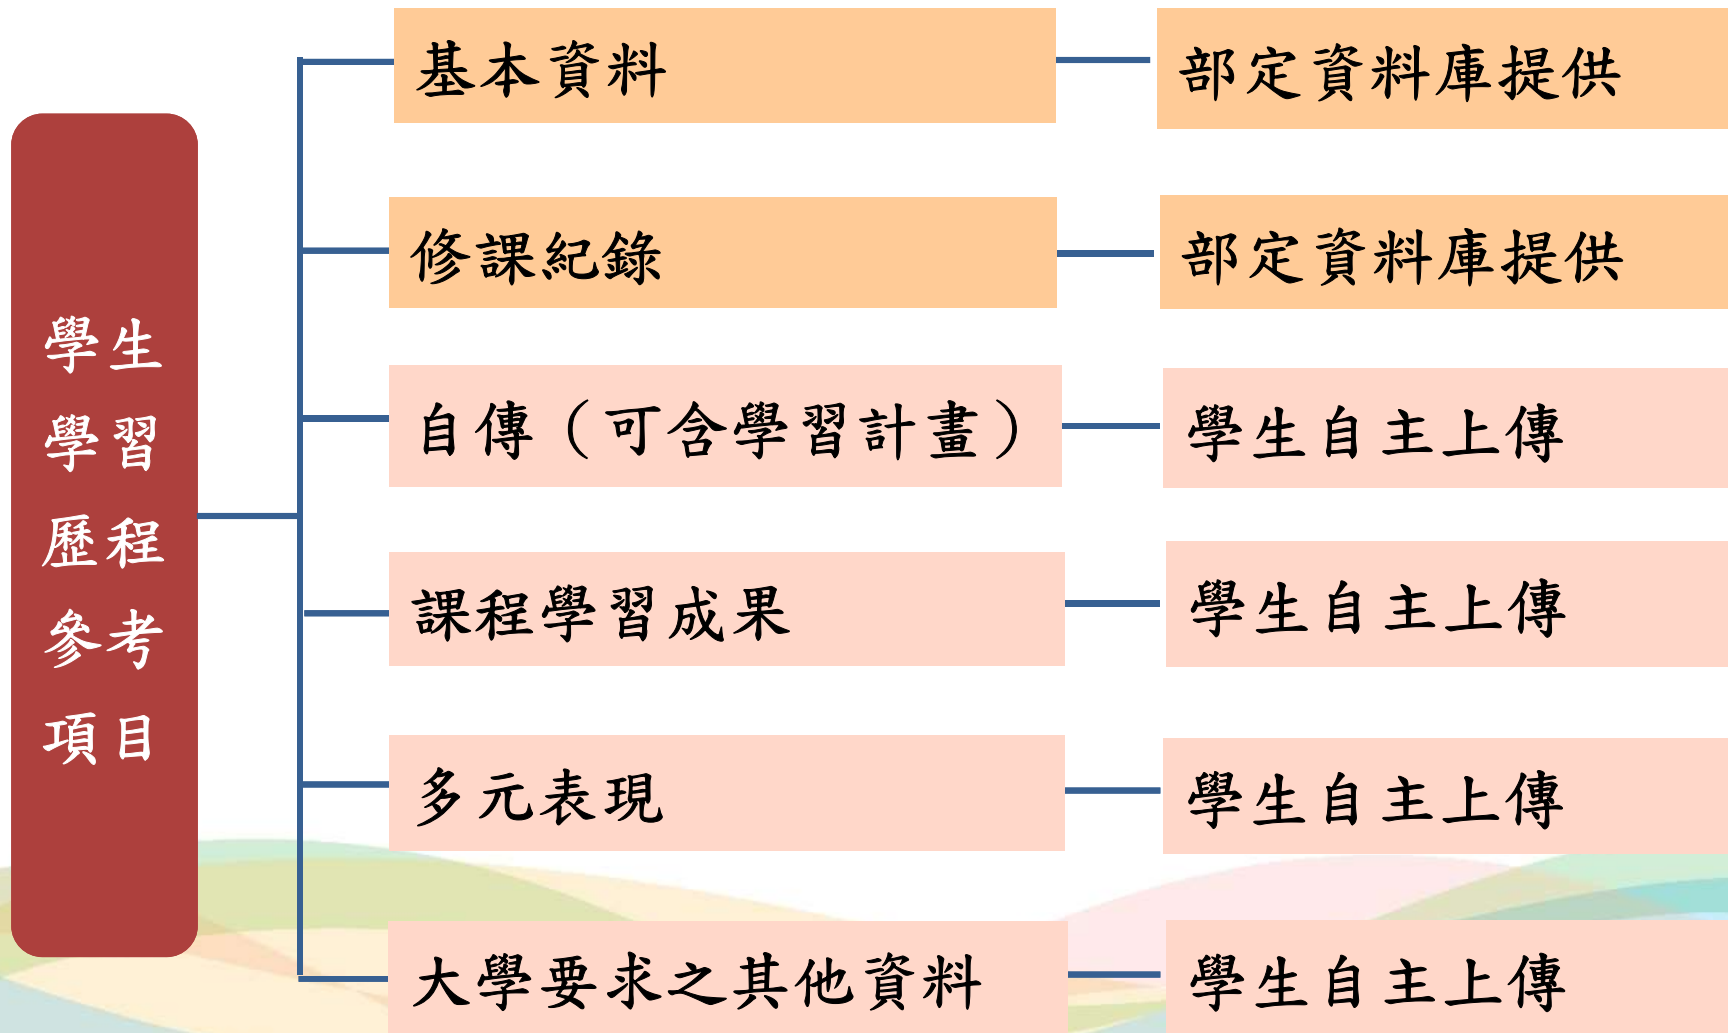 學生
學習
歷程
參考
項目
基本資料
部定資料庫提供
修課紀錄
部定資料庫提供
自傳（可含學習計畫）
學生自主上傳
課程學習成果
學生自主上傳
多元表現
學生自主上傳
大學要求之其他資料
學生自主上傳